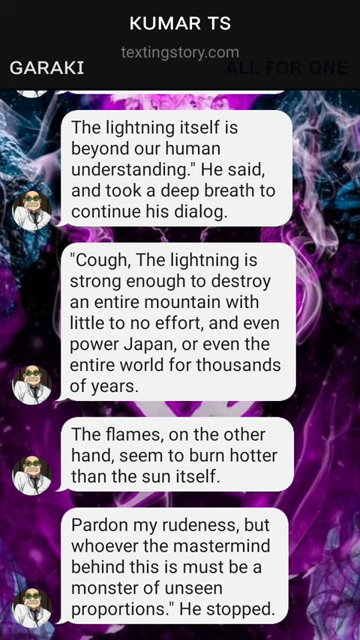 KUMAR TS
textingstory.com
GARAKI
ALL FOR ONE
The lightning itself is
beyond our human
understanding." He said,
and took a deep breath to
continue his dialog.
"Cough, The lightning is
strong enough to destroy
an entire mountain with
little to no effort, and even
power Japan, or even the
entire world for thousands
of years.
The flames, on the other
hand, seem to burn hotter
than the sun itself.
Pardon my rudeness, but
whoever the mastermind
behind this is must be a
monster of unseen
proportions." He stopped.